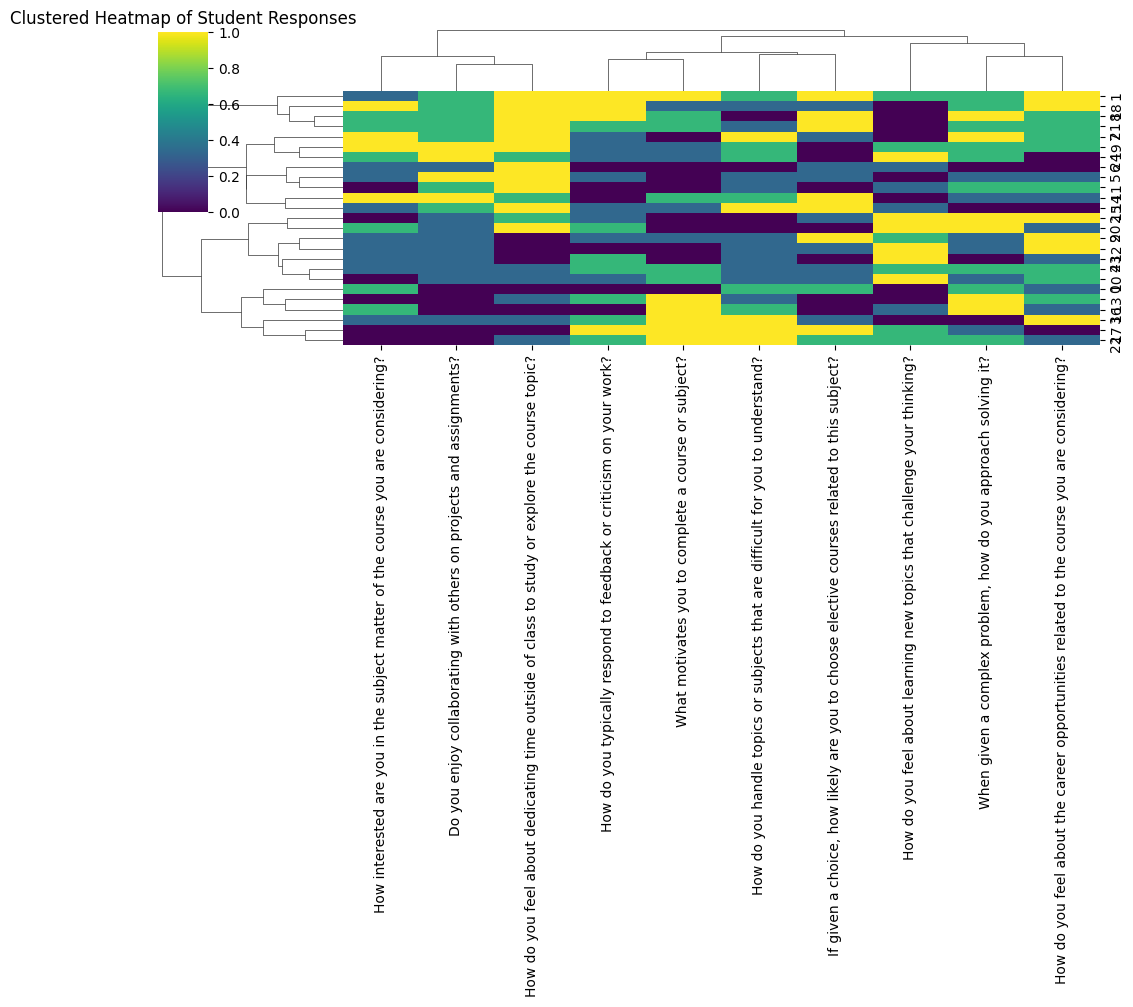 Clustered Heatmap of Student Responses
1.0
0.8
0.6
0.4
0.2
0.0
How interested are you in the subject matter of the course you are considering?
Do you enjoy collaborating with others on projects and assignments?
How do you feel about dedicating time outside of class to study or explore the course topic?
How do you typically respond to feedback or criticism on your work?
What motivates you to complete a course or subject?
How do you handle topics or subjects that are difficult for you to understand?
If given a choice, how likely are you to choose elective courses related to this subject?
How do you feel about learning new topics that challenge your thinking?
When given a complex problem, how do you approach solving it?
How do you feel about the career opportunities related to the course you are considering?